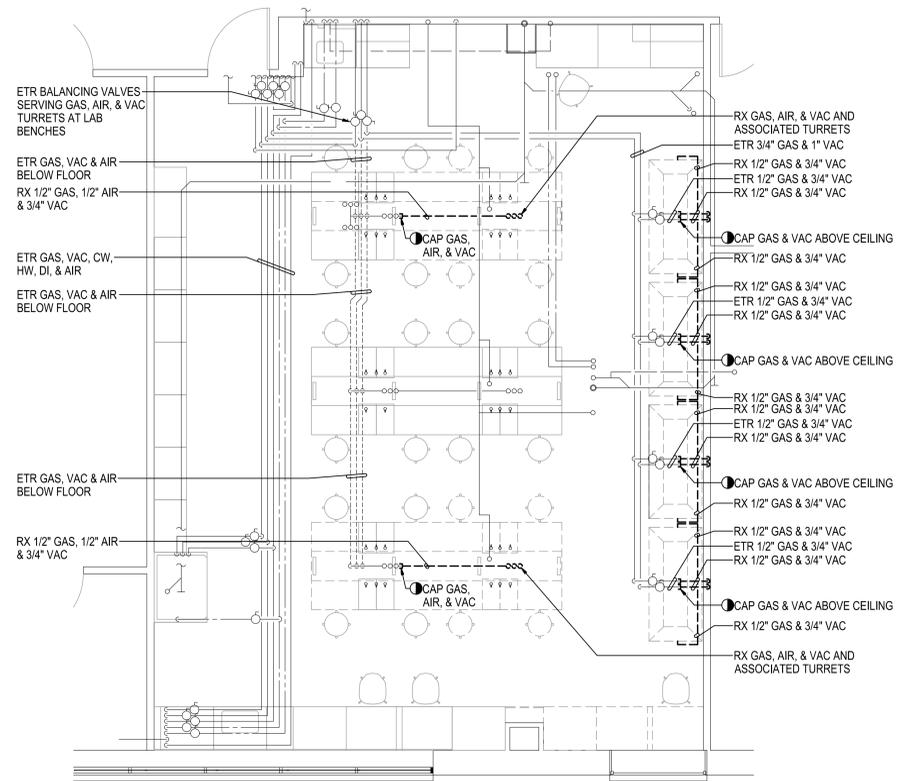 ETR BALANCING VALVES
SERVING GAS, AIR, & VAC
TURRETS AT LAB
BENCHES
ETR GAS, VAC & AIR
BELOW FLOOR
RX 1/2" GAS, 1/2" AIR
& 3/4" VAC
ETR GAS, VAC, CW,
HW, DI, & AIR
ETR GAS, VAC & AIR
BELOW FLOOR
ETR GAS, VAC & AIR
BELOW FLOOR
RX 1/2" GAS, 1/2" AIR
& 3/4" VAC
CAP GAS,
AIR, & VAC
CAP GAS,
AIR, & VAC
RX GAS, AIR, & VAC AND
ASSOCIATED TURRETS
ETR 3/4" GAS & 1" VAC
RX 1/2" GAS & 3/4" VAC
ETR 1/2" GAS & 3/4" VAC
RX 1/2" GAS & 3/4" VAC
CAP GAS & VAC ABOVE CEILING
RX 1/2" GAS & 3/4" VAC
RX 1/2" GAS & 3/4" VAC
ETR 1/2" GAS & 3/4" VAC
RX 1/2" GAS & 3/4" VAC
CAP GAS & VAC ABOVE CEILING
RX 1/2" GAS & 3/4" VAC
RX 1/2" GAS & 3/4" VAC
ETR 1/2" GAS & 3/4" VAC
RX 1/2" GAS & 3/4" VAC
CAP GAS & VAC ABOVE CEILING
RX 1/2" GAS & 3/4" VAC
RX 1/2" GAS & 3/4" VAC
ETR 1/2" GAS & 3/4" VAC
RX 1/2" GAS & 3/4" VAC
CAP GAS & VAC ABOVE CEILING
RX 1/2" GAS & 3/4" VAC
RX GAS, AIR, & VAC AND
ASSOCIATED TURRETS